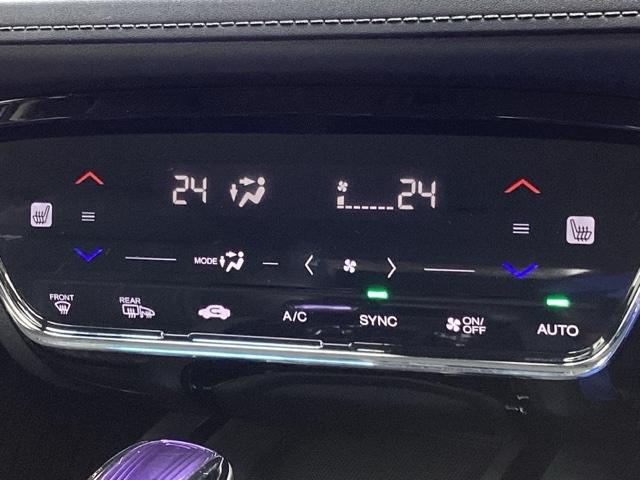 24 24
MODE
FRONT REAR A/C SYNC ON/OFF AUTO